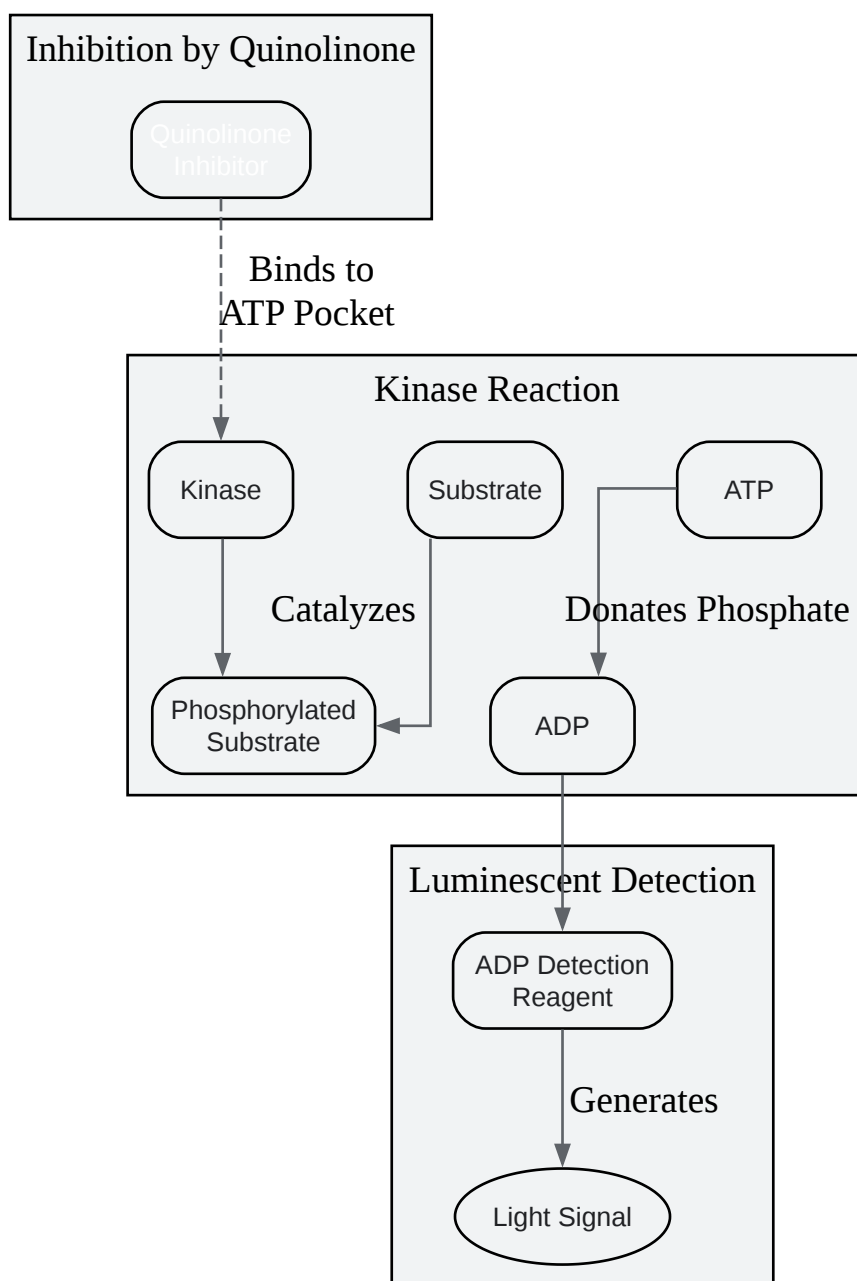 Inhibition by Quinolinone
Quinolinone
Inhibitor
Binds to
ATP Pocket
Kinase Reaction
Kinase
Substrate
ATP
Catalyzes
Donates Phosphate
Phosphorylated
Substrate
ADP
Luminescent Detection
ADP Detection
Reagent
Generates
Light Signal